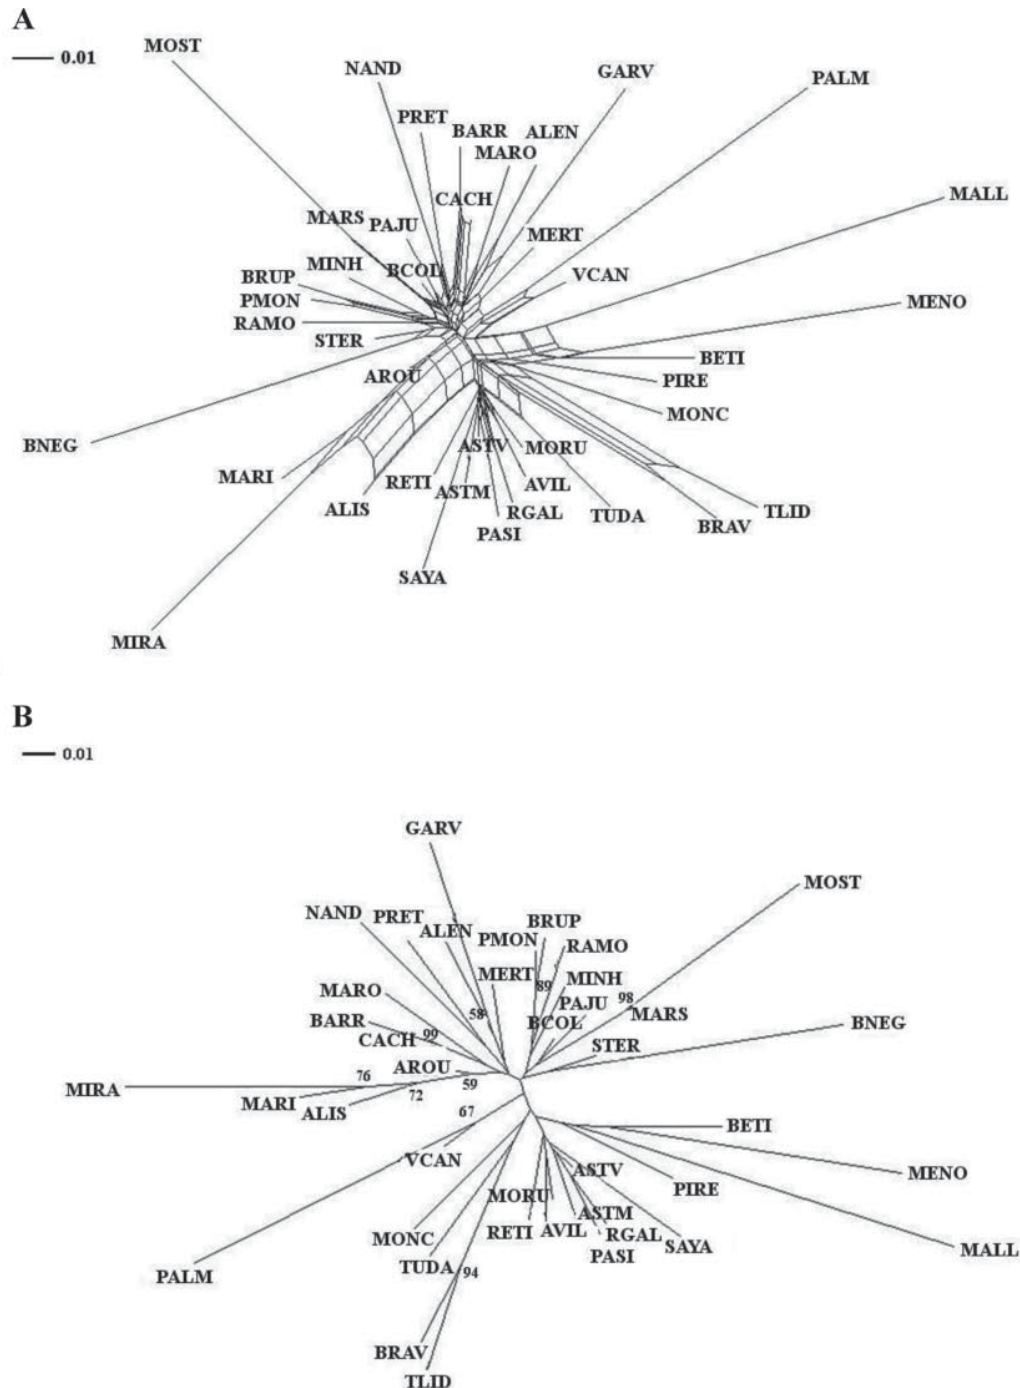 A
0.01
MOST
NAND
GARV
PALM
PRET
BARR
ALEN
MARO
CACH
MALL
MARS
PAJU
MERT
MINH
BCOL
VCAN
BRUP
PMON
MENO
RAMO
STER
BETI
AROU
PIRE
MONC
BNEG
ASTV
MORU
MARI
RETI
ASTM
AVIL
ALIS
RGAL
TUDA
TLID
BRAV
PASI
SAYA
MIRA
B
0.01
GARV
MOST
NAND
PRET
BRUP
ALEN
PMON
RAMO
MERT
MINH
89
MARO
PAJU
98
MARS
58
BARR
BCOL
BNEG
CACH
99
STER
AROU
76
59
MIRA
MARI
72
ALIS
67
BETI
VCAN
ASTV
MENO
PIRE
MORU
ASTM
MONC
RETI
AVIL
RGAL
SAYA
MALL
PASI
TUDA
94
PALM
BRAV
TLID